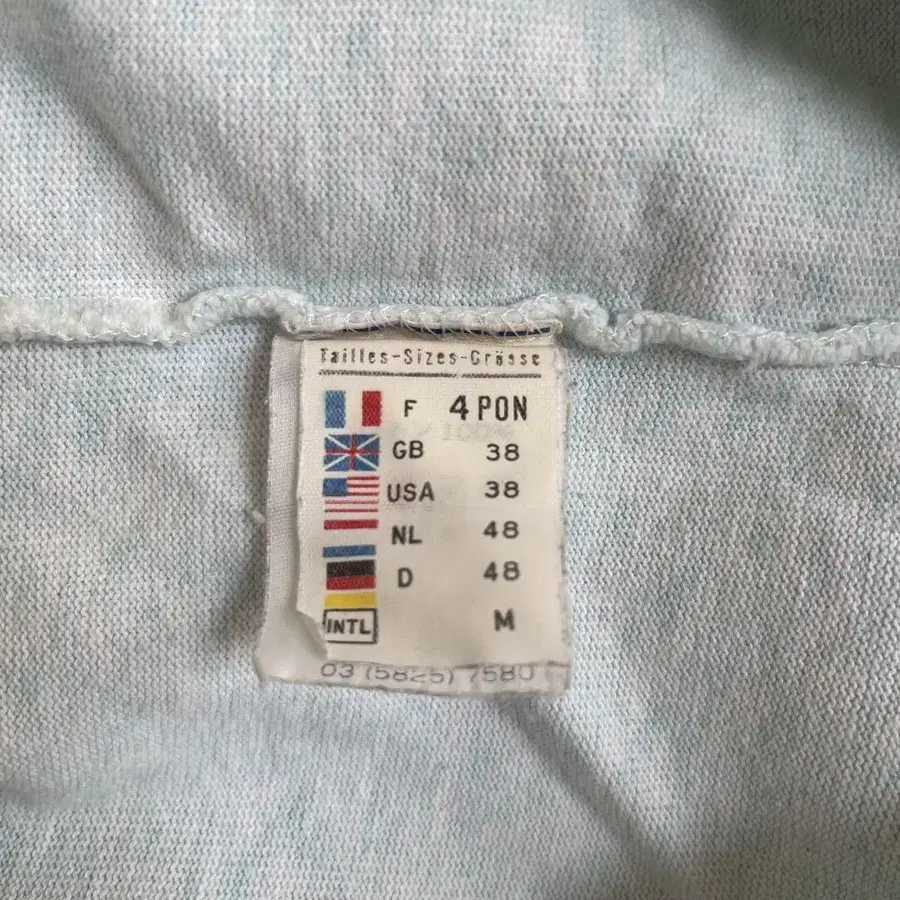 Tailles-Sizes-Grösse
F 4 PON
GB 38
USA 38
NL 48
D 48
INTL M
03 (5825) 7580